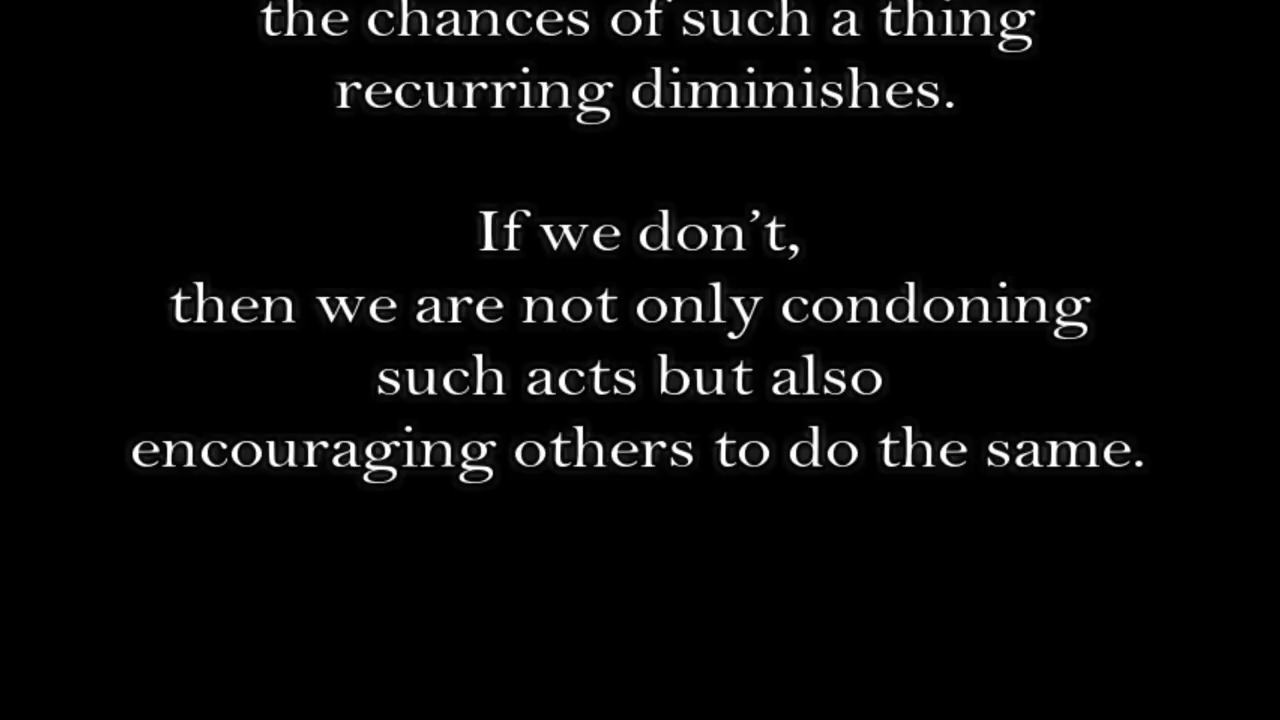 the chances of such a thing
recurring diminishes.
If we don’t,
then we are not only condoning
such acts but also
encouraging others to do the same.